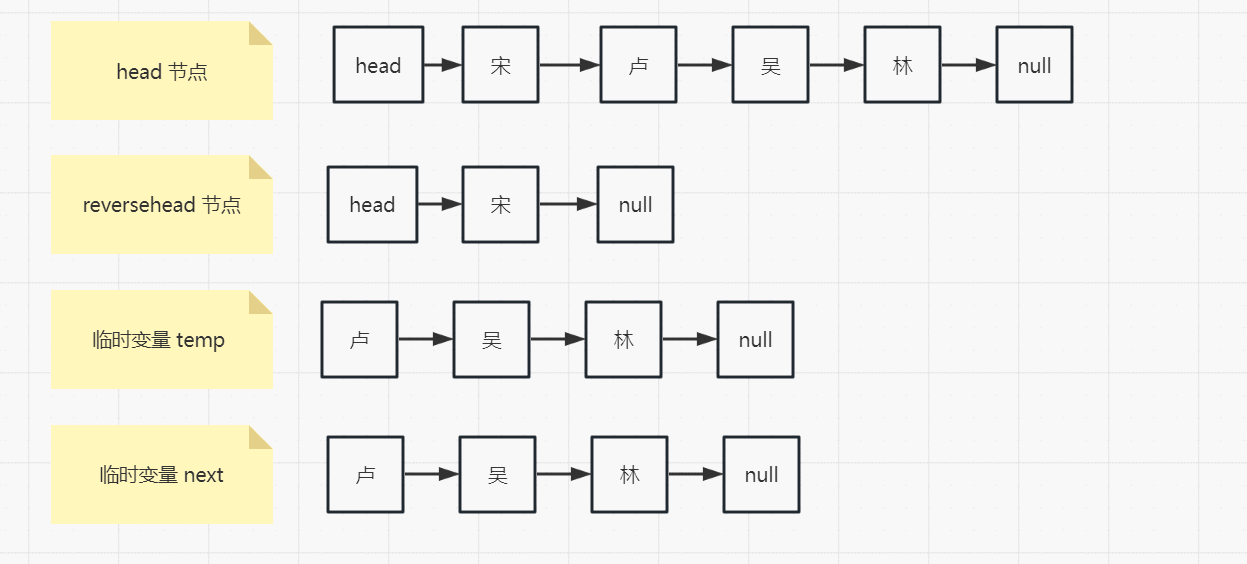 head 节点 head 宋 卢 吴 林 null
reversehead 节点 head 宋 null
临时变量 temp 卢 吴 林 null
临时变量 next 卢 吴 林 null